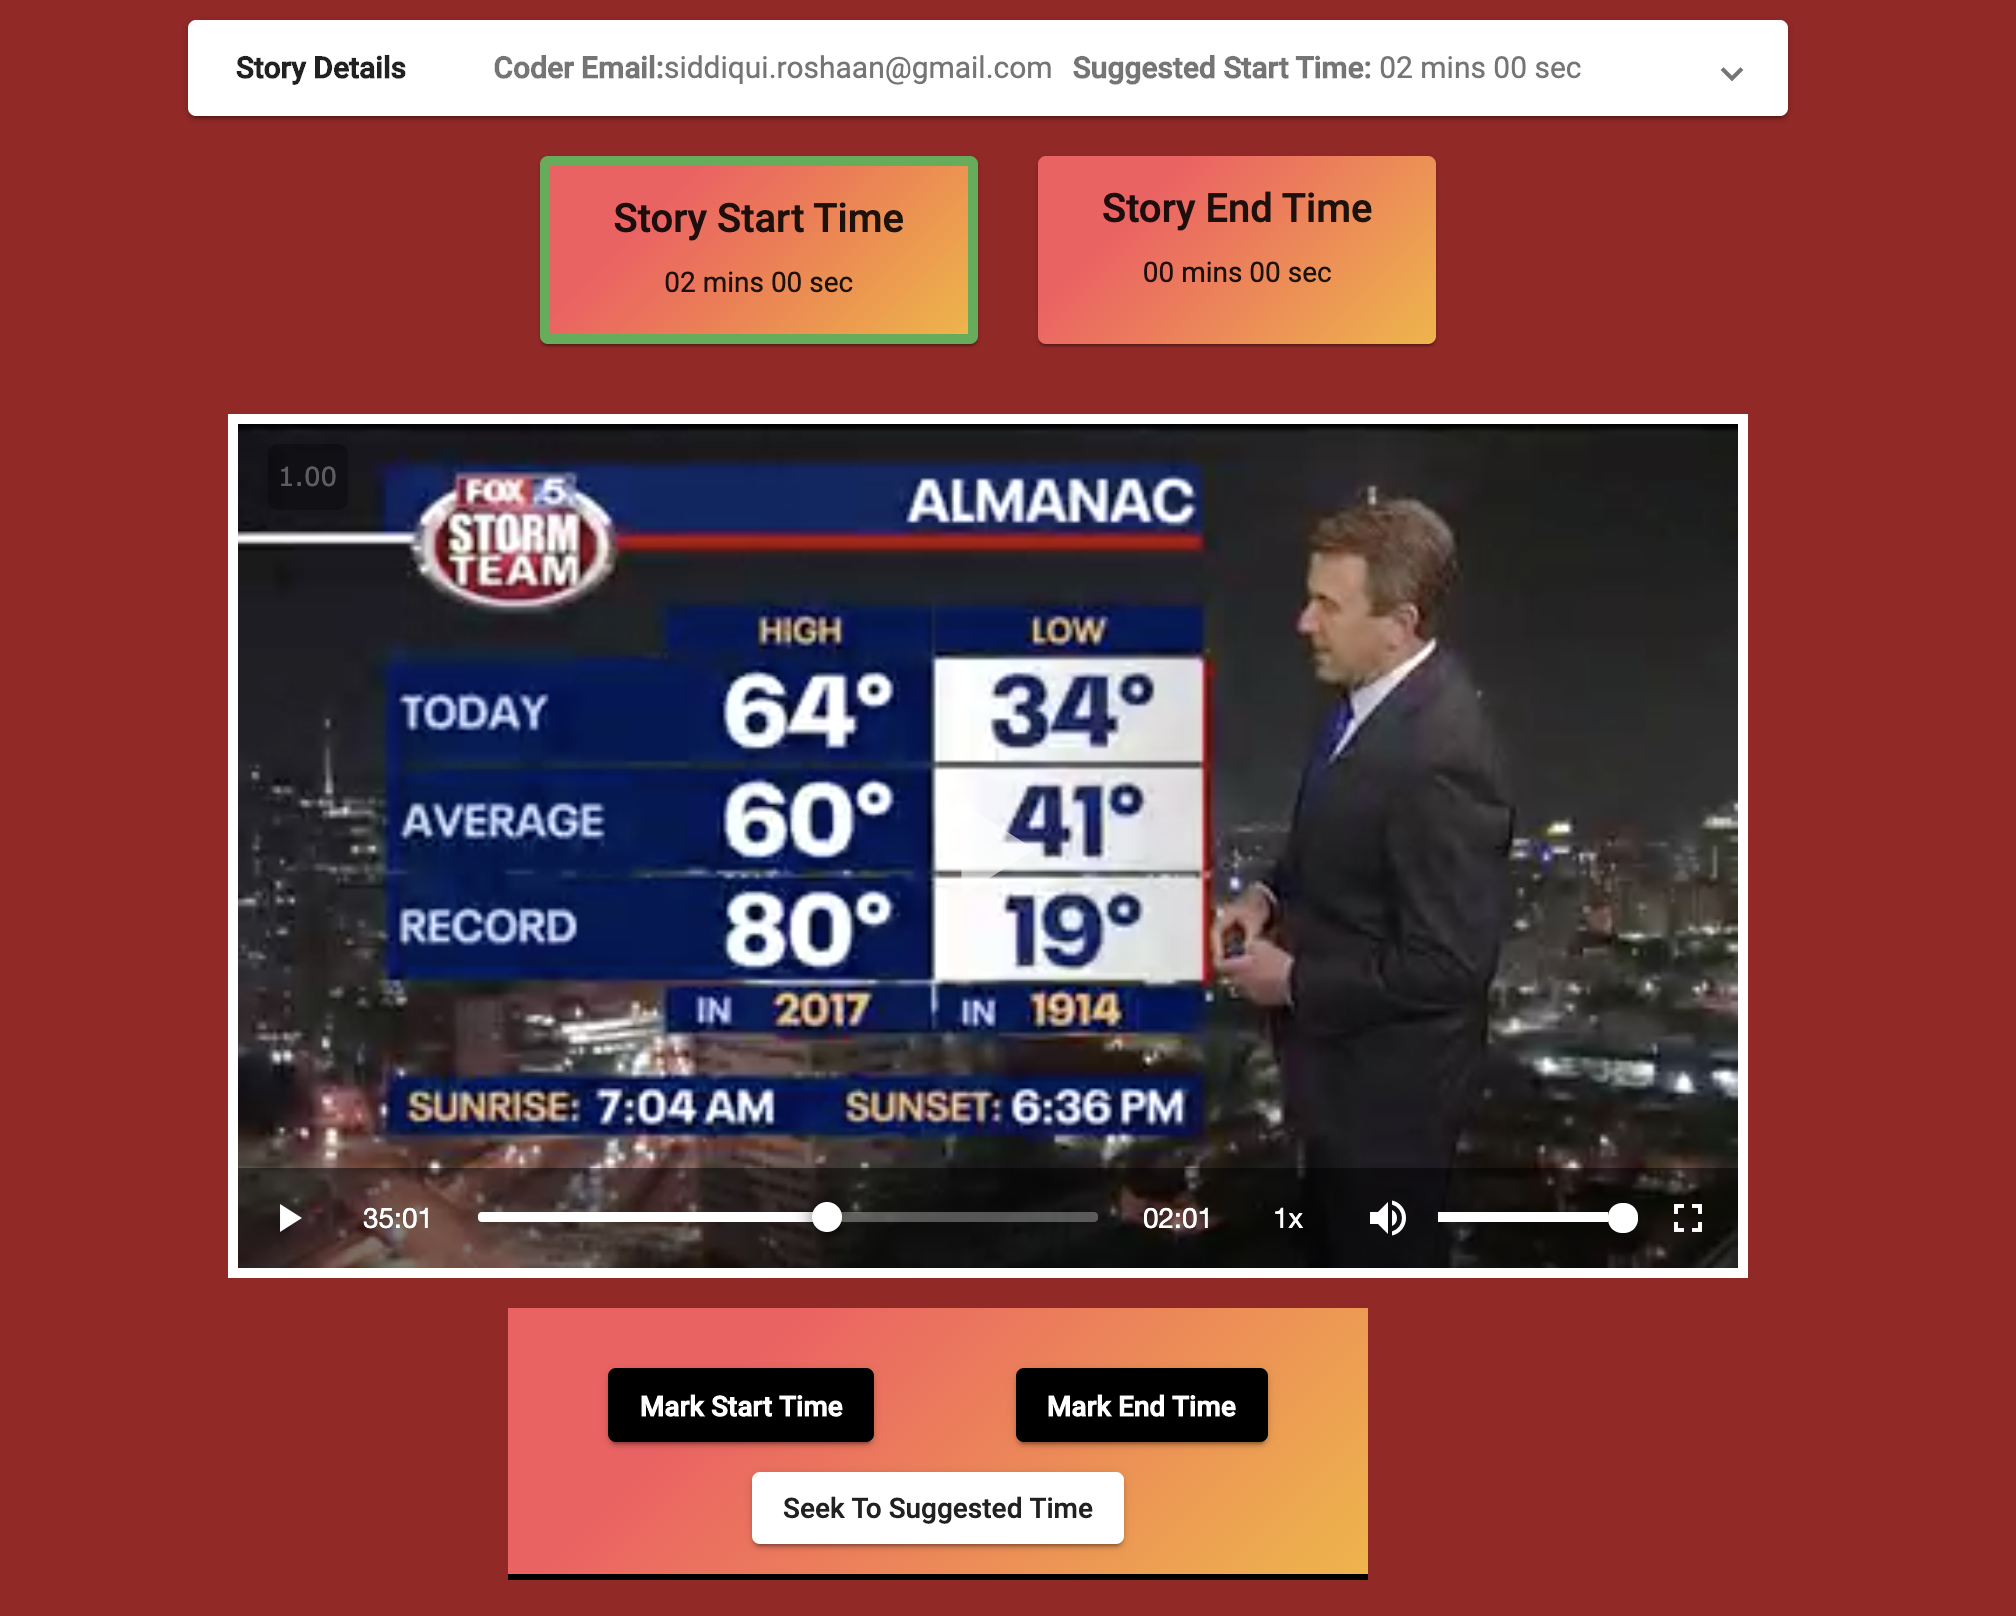 Story Details Coder Email:siddiqui.roshaan@gmail.com Suggested Start Time: 02 mins 00 sec
Story Start Time
02 mins 00 sec
Story End Time
00 mins 00 sec
1.00
FOX 5
STORM
TEAM
ALMANAC
HIGH LOW
TODAY 64° 34°
AVERAGE 60° 41°
RECORD 80° 19°
IN 2017 IN 1914
SUNRISE: 7:04 AM SUNSET: 6:36 PM
35:01 02:01 1x
Mark Start Time Mark End Time
Seek To Suggested Time